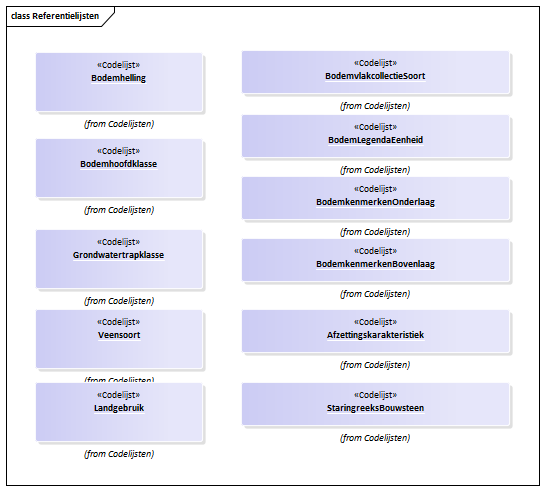 class Referentielijsten
«Codelijst»
Bodemhelling
(from Codelijsten)
«Codelijst»
Bodemhoofdklasse
(from Codelijsten)
«Codelijst»
Grondwatertrapklasse
(from Codelijsten)
«Codelijst»
Veensoort
(from Codelijsten)
«Codelijst»
Landgebruik
(from Codelijsten)
«Codelijst»
BodemvlakcollectieSoort
(from Codelijsten)
«Codelijst»
BodemLegendaEenheid
(from Codelijsten)
«Codelijst»
BodemkenmerkenOnderlaag
(from Codelijsten)
«Codelijst»
BodemkenmerkenBovenlaag
(from Codelijsten)
«Codelijst»
Afzettingskarakteristiek
(from Codelijsten)
«Codelijst»
StaringreeksBouwsteen
(from Codelijsten)